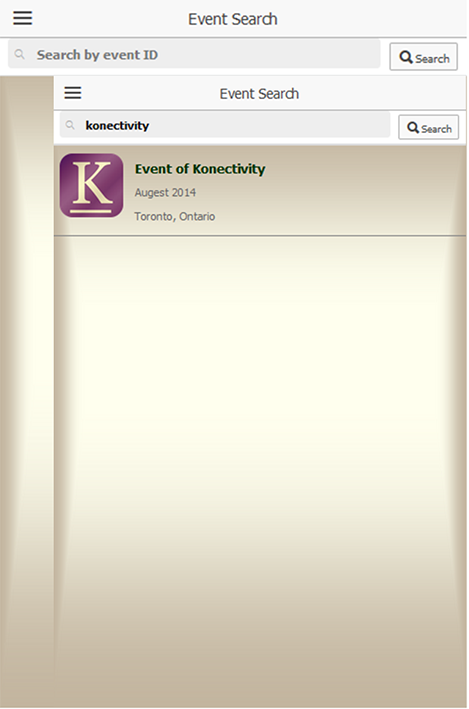 Event Search
Search by event ID
Search
Event Search
konectivity
Search
K
Event of Konectivity
Augest 2014
Toronto, Ontario